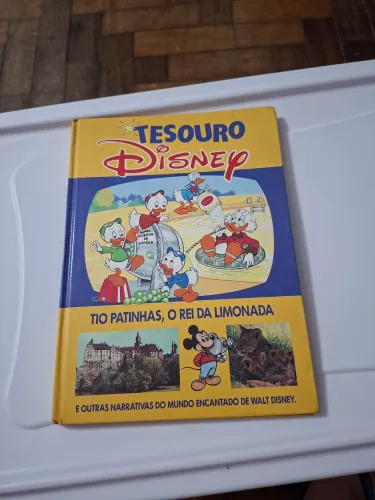 TESOURO
DISNEY
TIO PATINHAS, O REI DA LIMONADA
E OUTRAS NARRATIVAS DO MUNDO ENCANTADO DE WALT DISNEY.